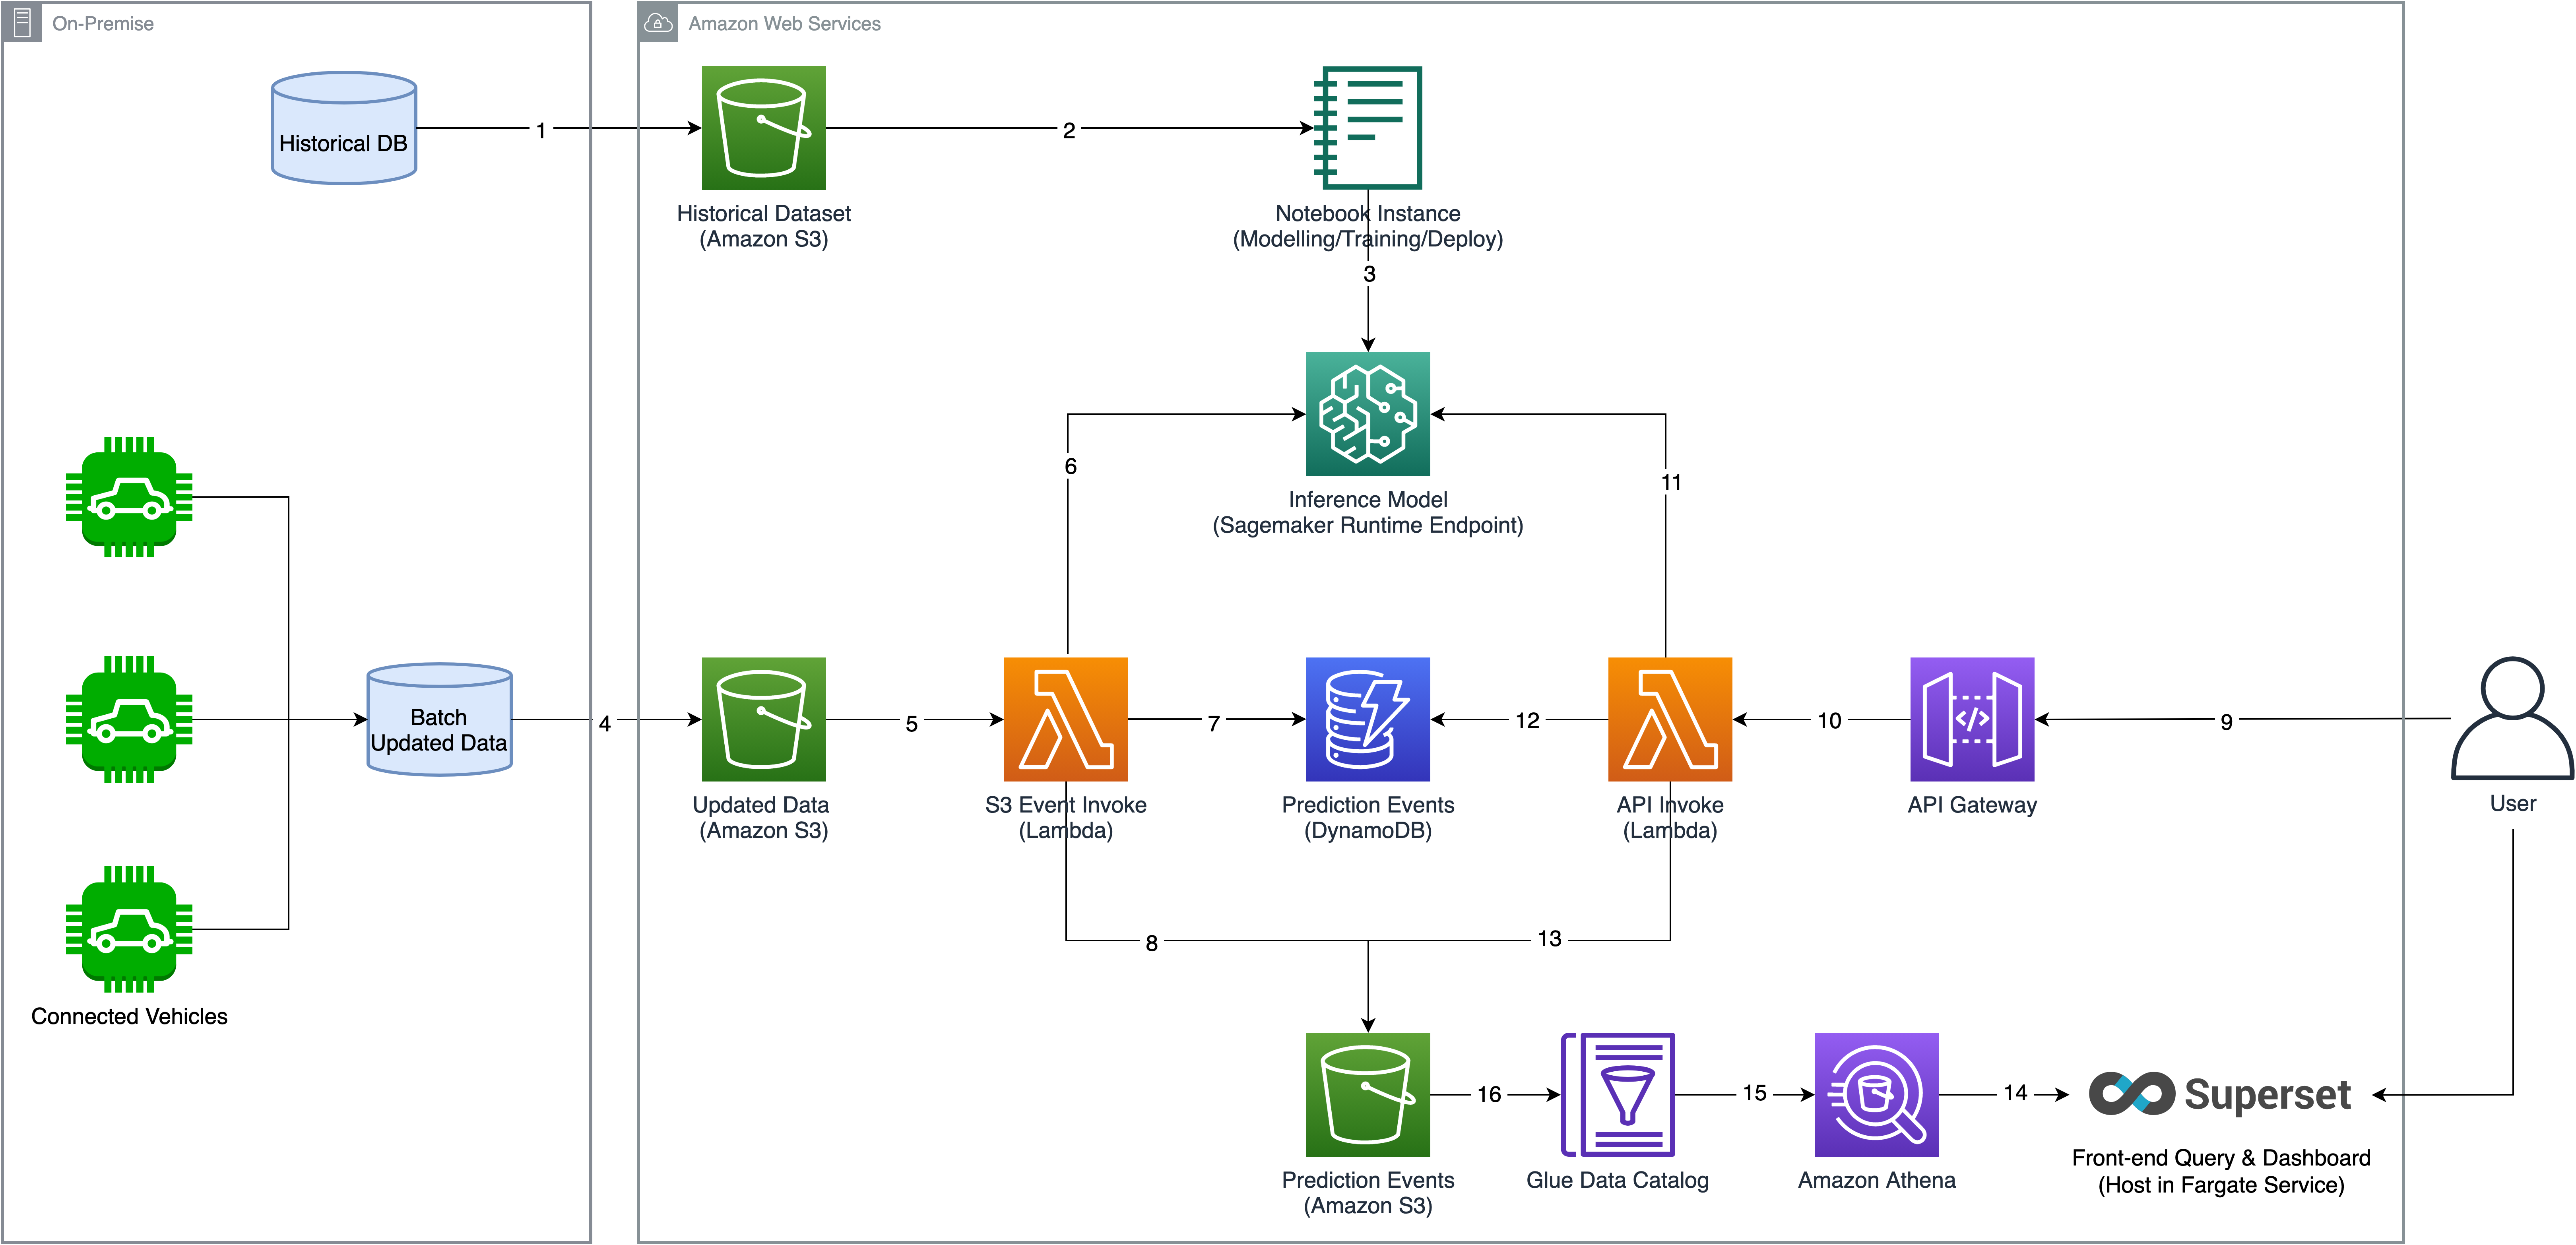 On-Premise
Amazon Web Services
Historical DB
1
2
Historical Dataset
(Amazon S3)
Notebook Instance
(Modelling/Training/Deploy)
3
6
11
Inference Model
(Sagemaker Runtime Endpoint)
Batch
Updated Data
4
5
7
12
10
9
Updated Data
(Amazon S3)
S3 Event Invoke
(Lambda)
Prediction Events
(DynamoDB)
API Invoke
(Lambda)
</>
API Gateway
User
8
13
Connected Vehicles
16
15
14
Superset
Prediction Events
(Amazon S3)
Glue Data Catalog
Amazon Athena
Front-end Query & Dashboard
(Host in Fargate Service)